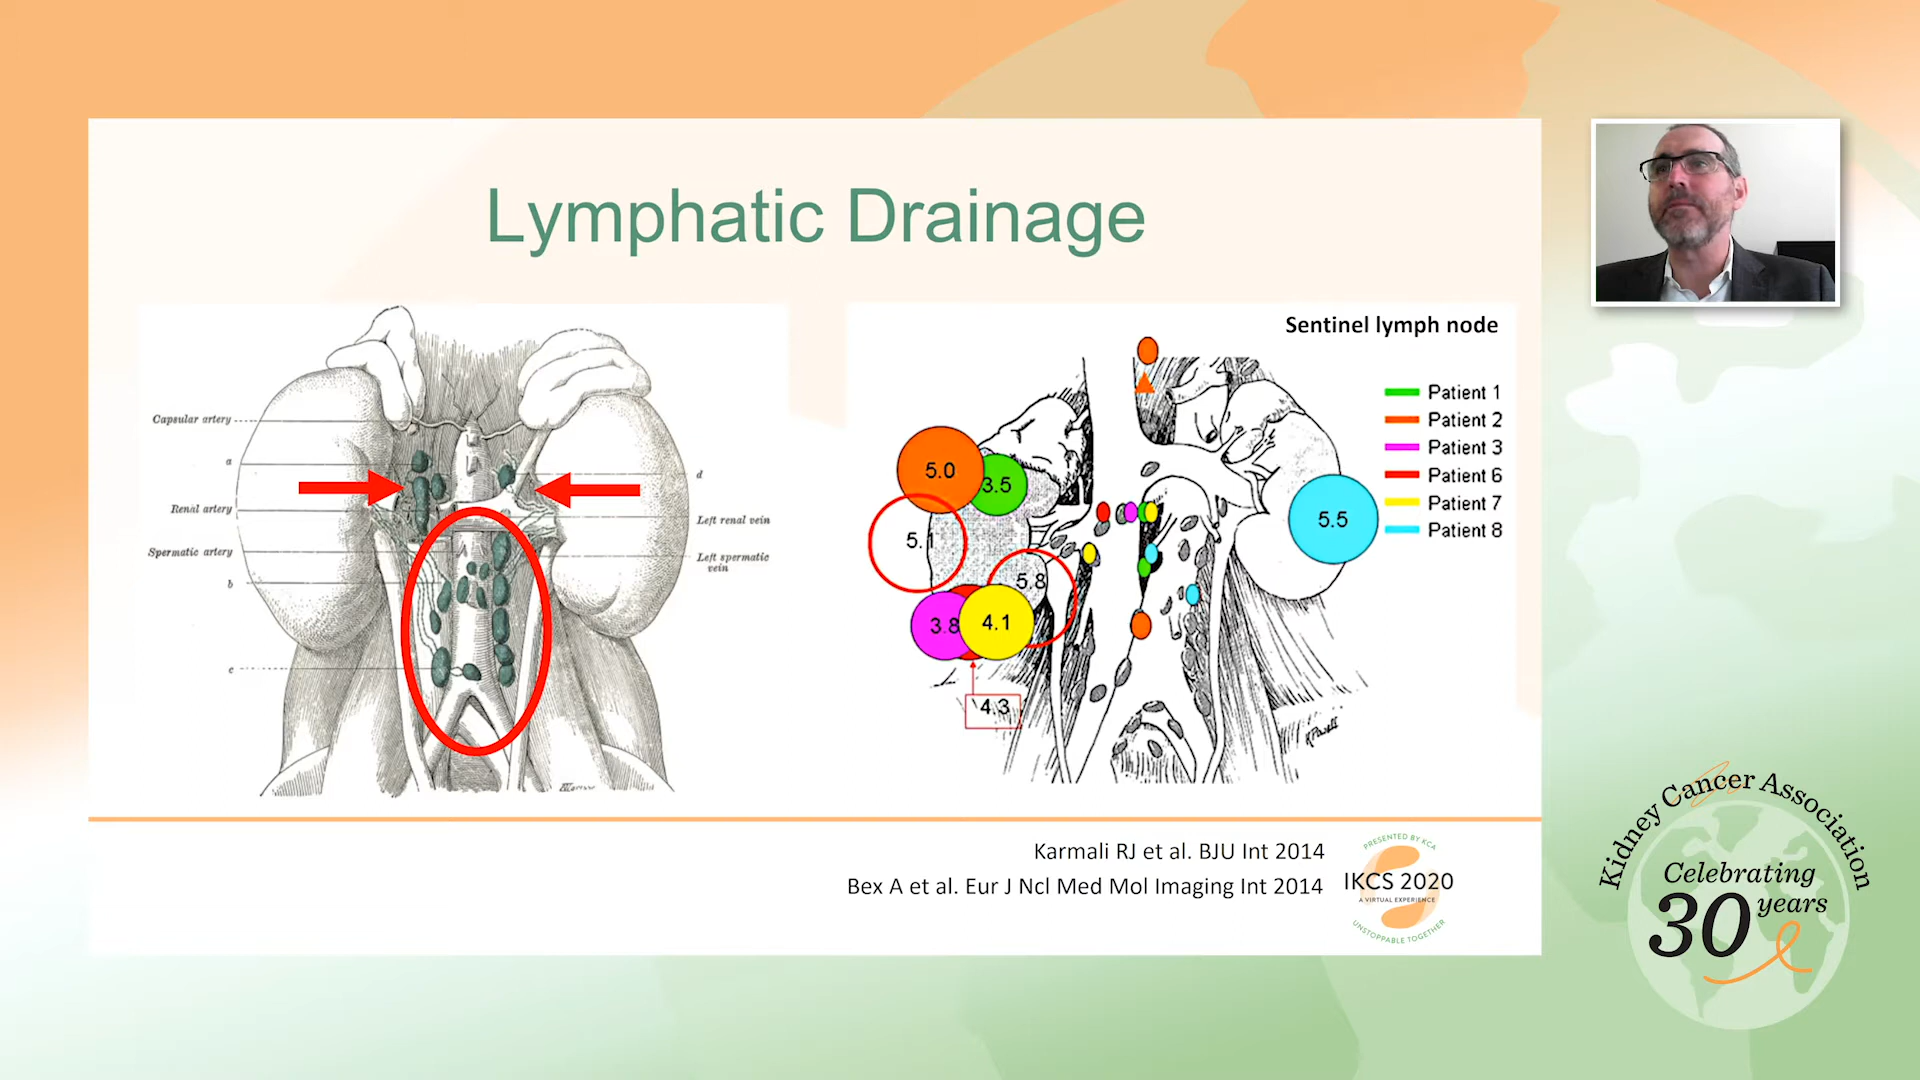 Lymphatic Drainage
Capsular artery
a
Renal artery
Spermatic artery
b
c
d
Left renal vein
Left spermatic
vein
Sentinel lymph node
Patient 1
Patient 2
Patient 3
Patient 6
Patient 7
Patient 8
5.0
3.5
5.1
5.8
3.8
4.1
4.3
5.5
Karmali RJ et al. BJU Int 2014
Bex A et al. Eur J Ncl Med Mol Imaging Int 2014
PRESENTED BY KCA
IKCS 2020
A VIRTUAL EXPERIENCE
UNSTOPPABLE TOGETHER
Kidney Cancer Association
Celebrating
30 years